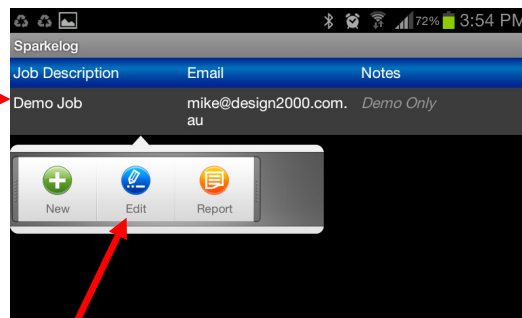 72% 3:54 PM
Sparkelog
Job Description Email Notes
Demo Job mike@design2000.com. Demo Only
au
New Edit Report